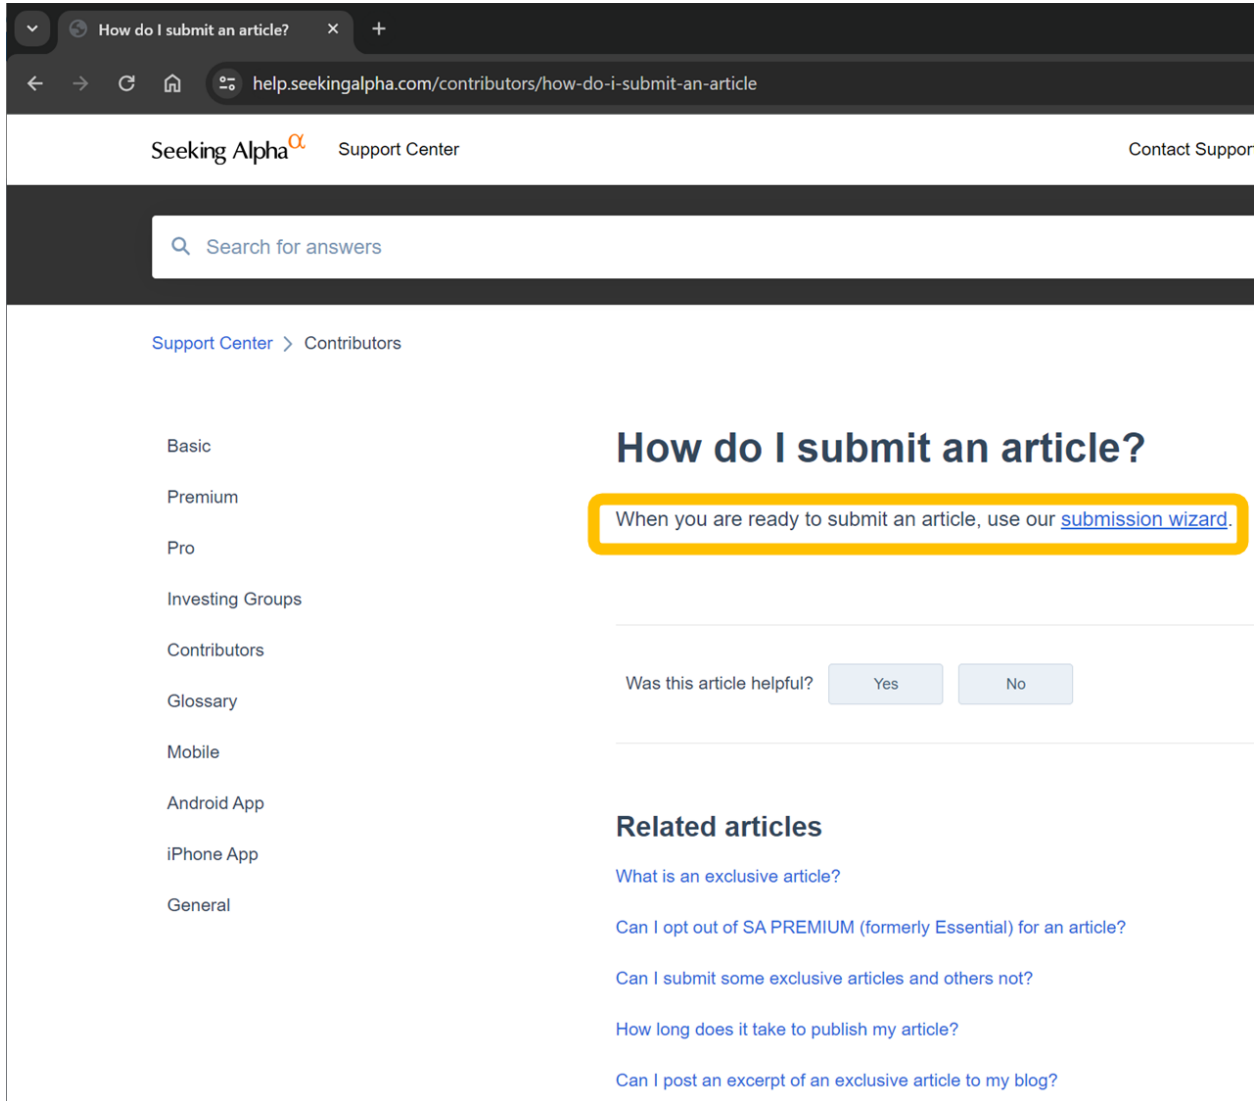 How do I submit an article?
help.seekingalpha.com/contributors/how-do-i-submit-an-article
Seeking Alphaα Support Center Contact Support
Search for answers
Support Center > Contributors
Basic
Premium
Pro
Investing Groups
Contributors
Glossary
Mobile
Android App
iPhone App
General
How do I submit an article?
When you are ready to submit an article, use our submission wizard.
Was this article helpful? Yes No
Related articles
What is an exclusive article?
Can I opt out of SA PREMIUM (formerly Essential) for an article?
Can I submit some exclusive articles and others not?
How long does it take to publish my article?
Can I post an excerpt of an exclusive article to my blog?